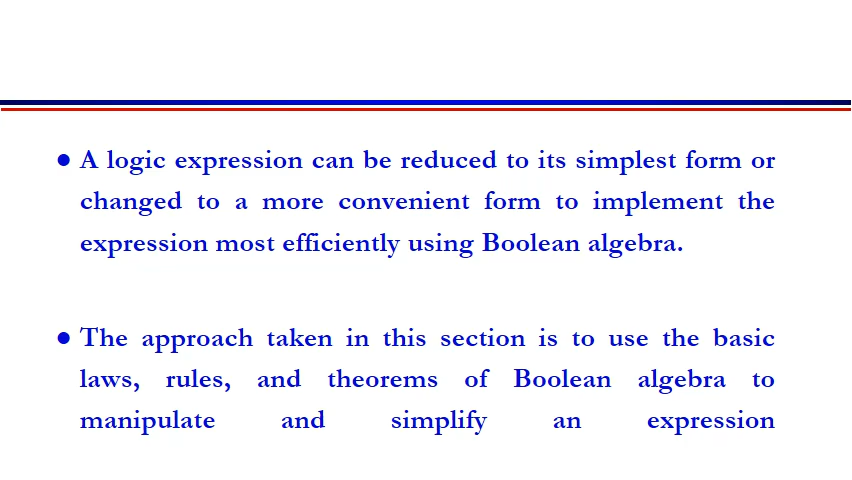 ● A logic expression can be reduced to its simplest form or
changed to a more convenient form to implement the
expression most efficiently using Boolean algebra.
● The approach taken in this section is to use the basic
laws, rules, and theorems of Boolean algebra to
manipulate and simplify an expression